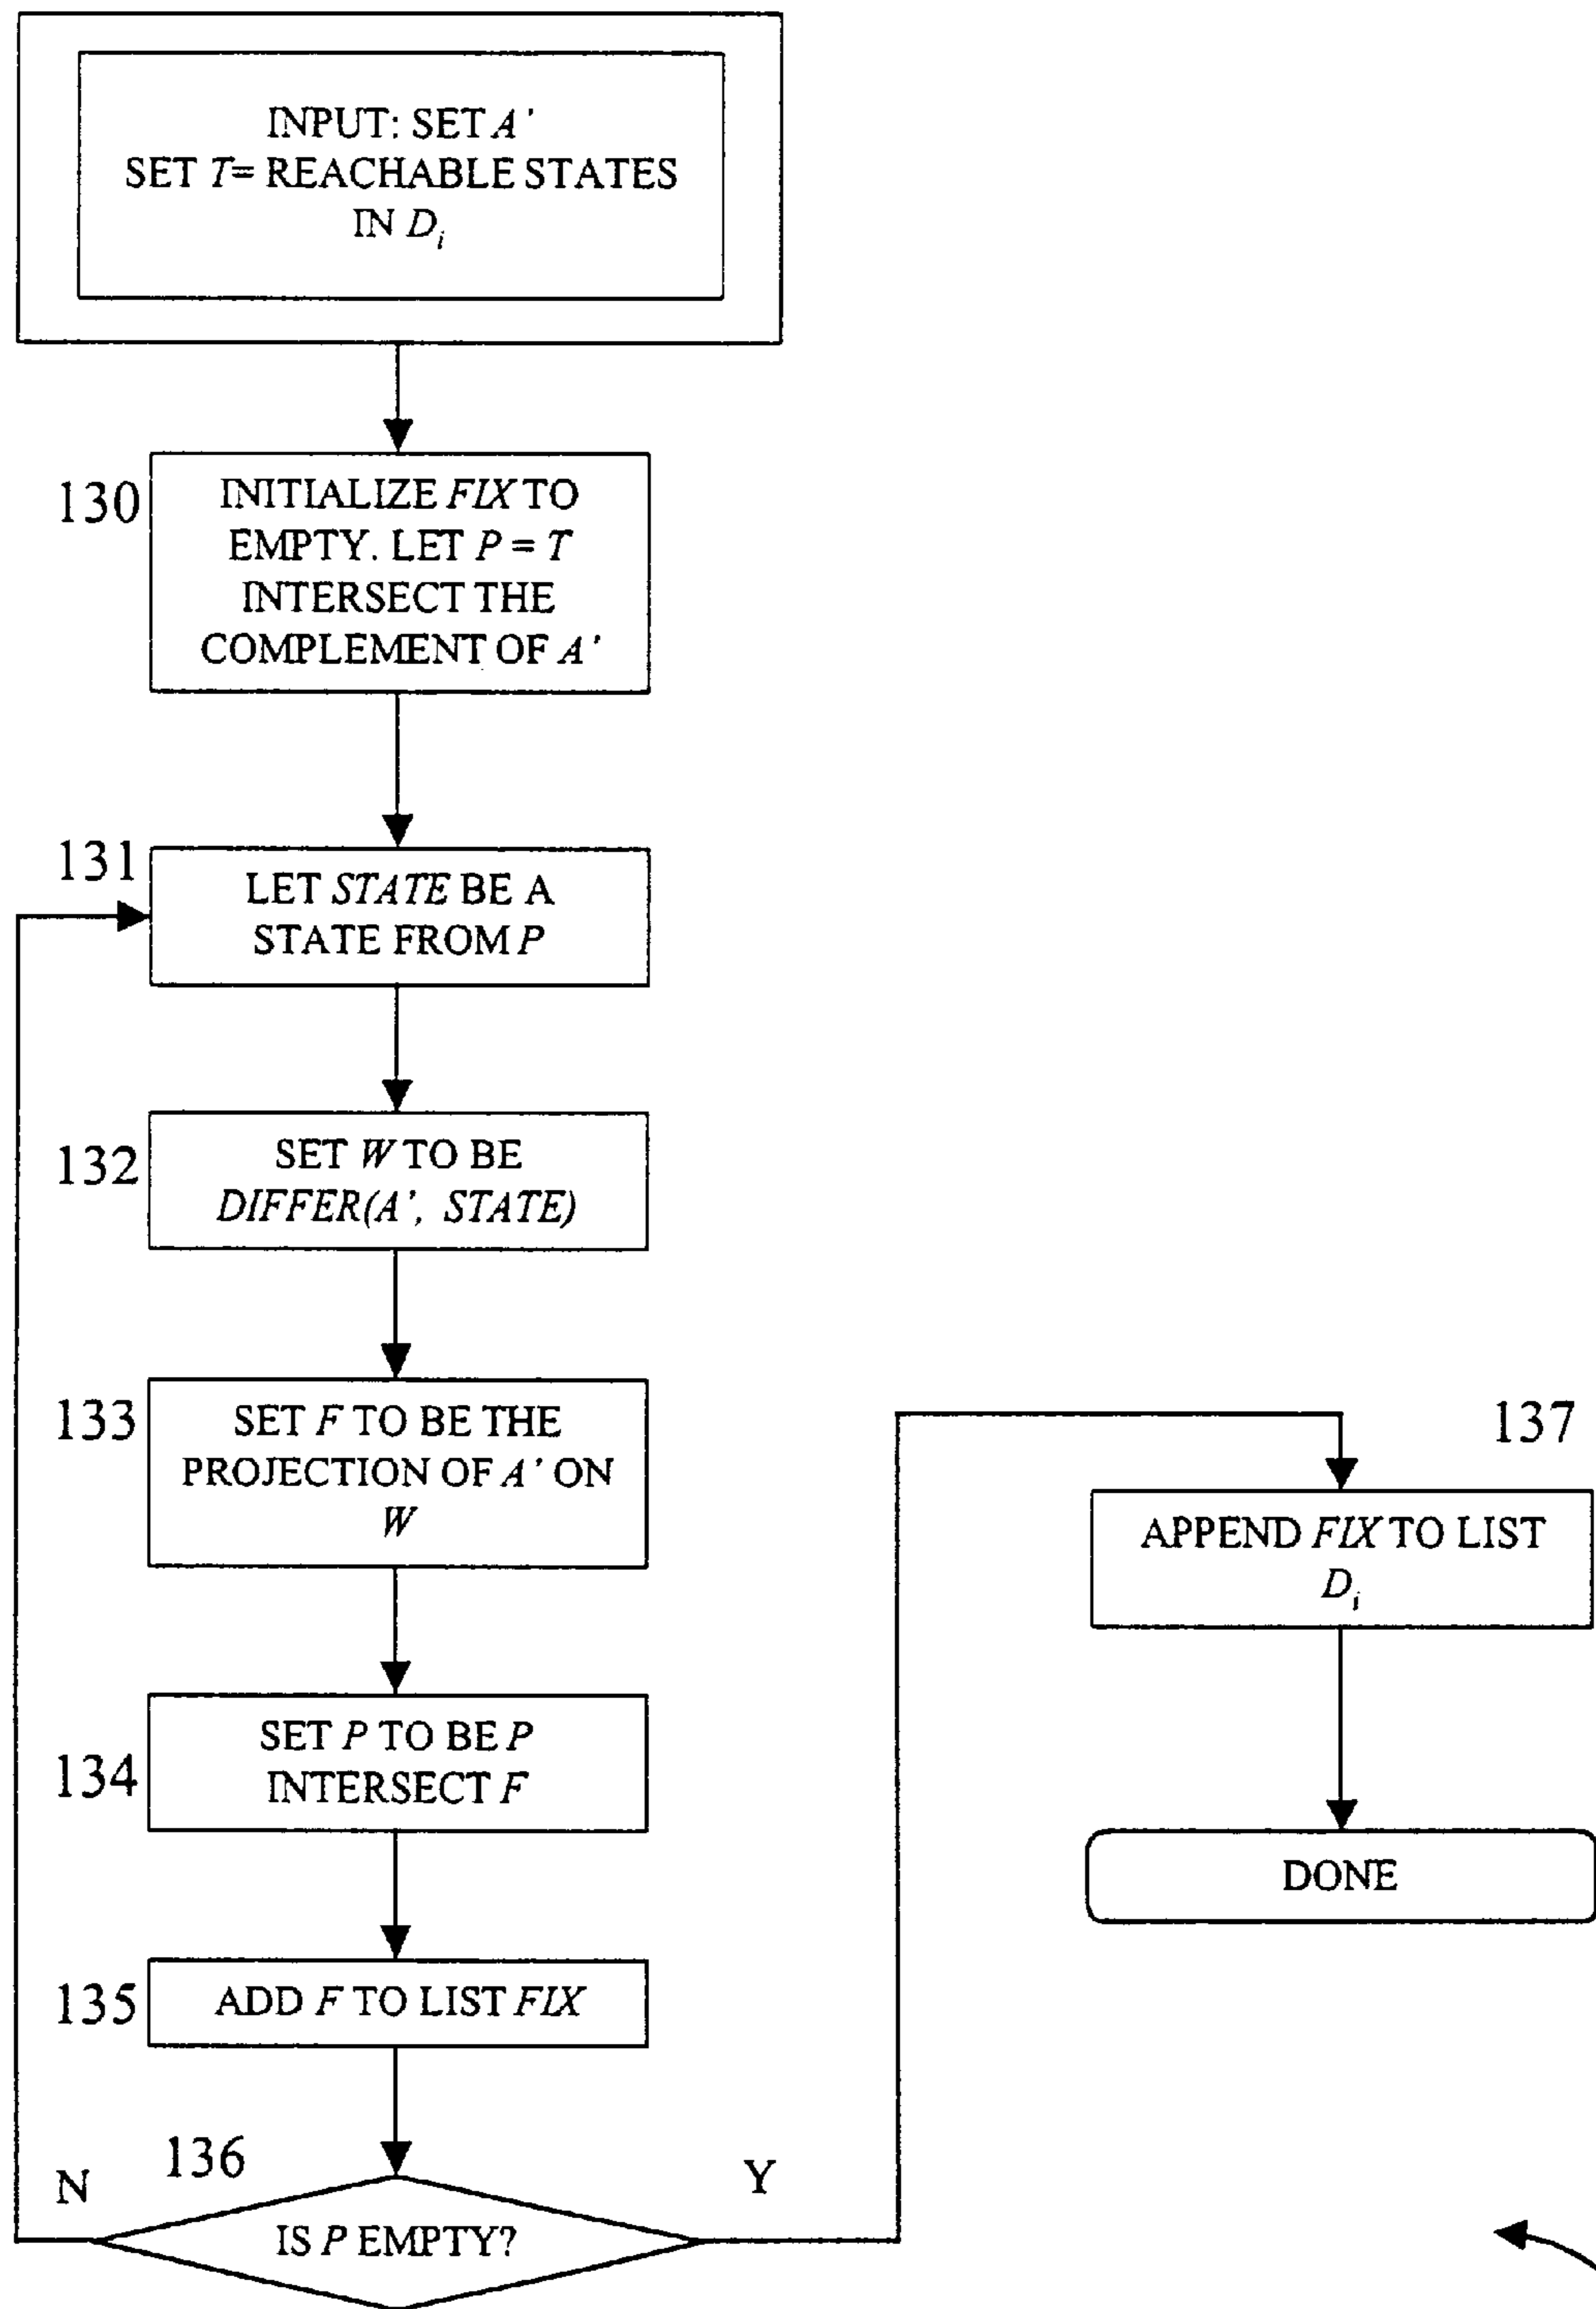 INPUT: SET A'
SET T= REACHABLE STATES
IN Di
130
INITIALIZE FIX TO
EMPTY. LET P = T
INTERSECT THE
COMPLEMENT OF A'
131
LET STATE BE A
STATE FROM P
132
SET W TO BE
DIFFER(A', STATE)
133
SET F TO BE THE
PROJECTION OF A' ON
W
134
SET P TO BE P
INTERSECT F
135
ADD F TO LIST FIX
136
N
Y
IS P EMPTY?
137
APPEND FIX TO LIST
Di
DONE